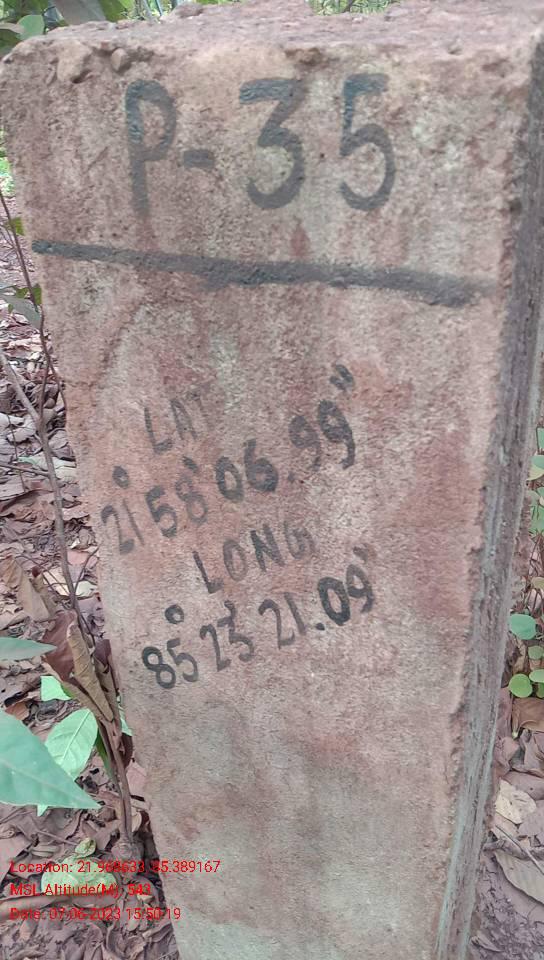 P-35
LAT
21° 58' 06.99"
LONG
85° 23' 21.09"
Location: 21.968633, 85.389167
MSL Altitude(M): 541
Date: 07-06-2023 15:50:19